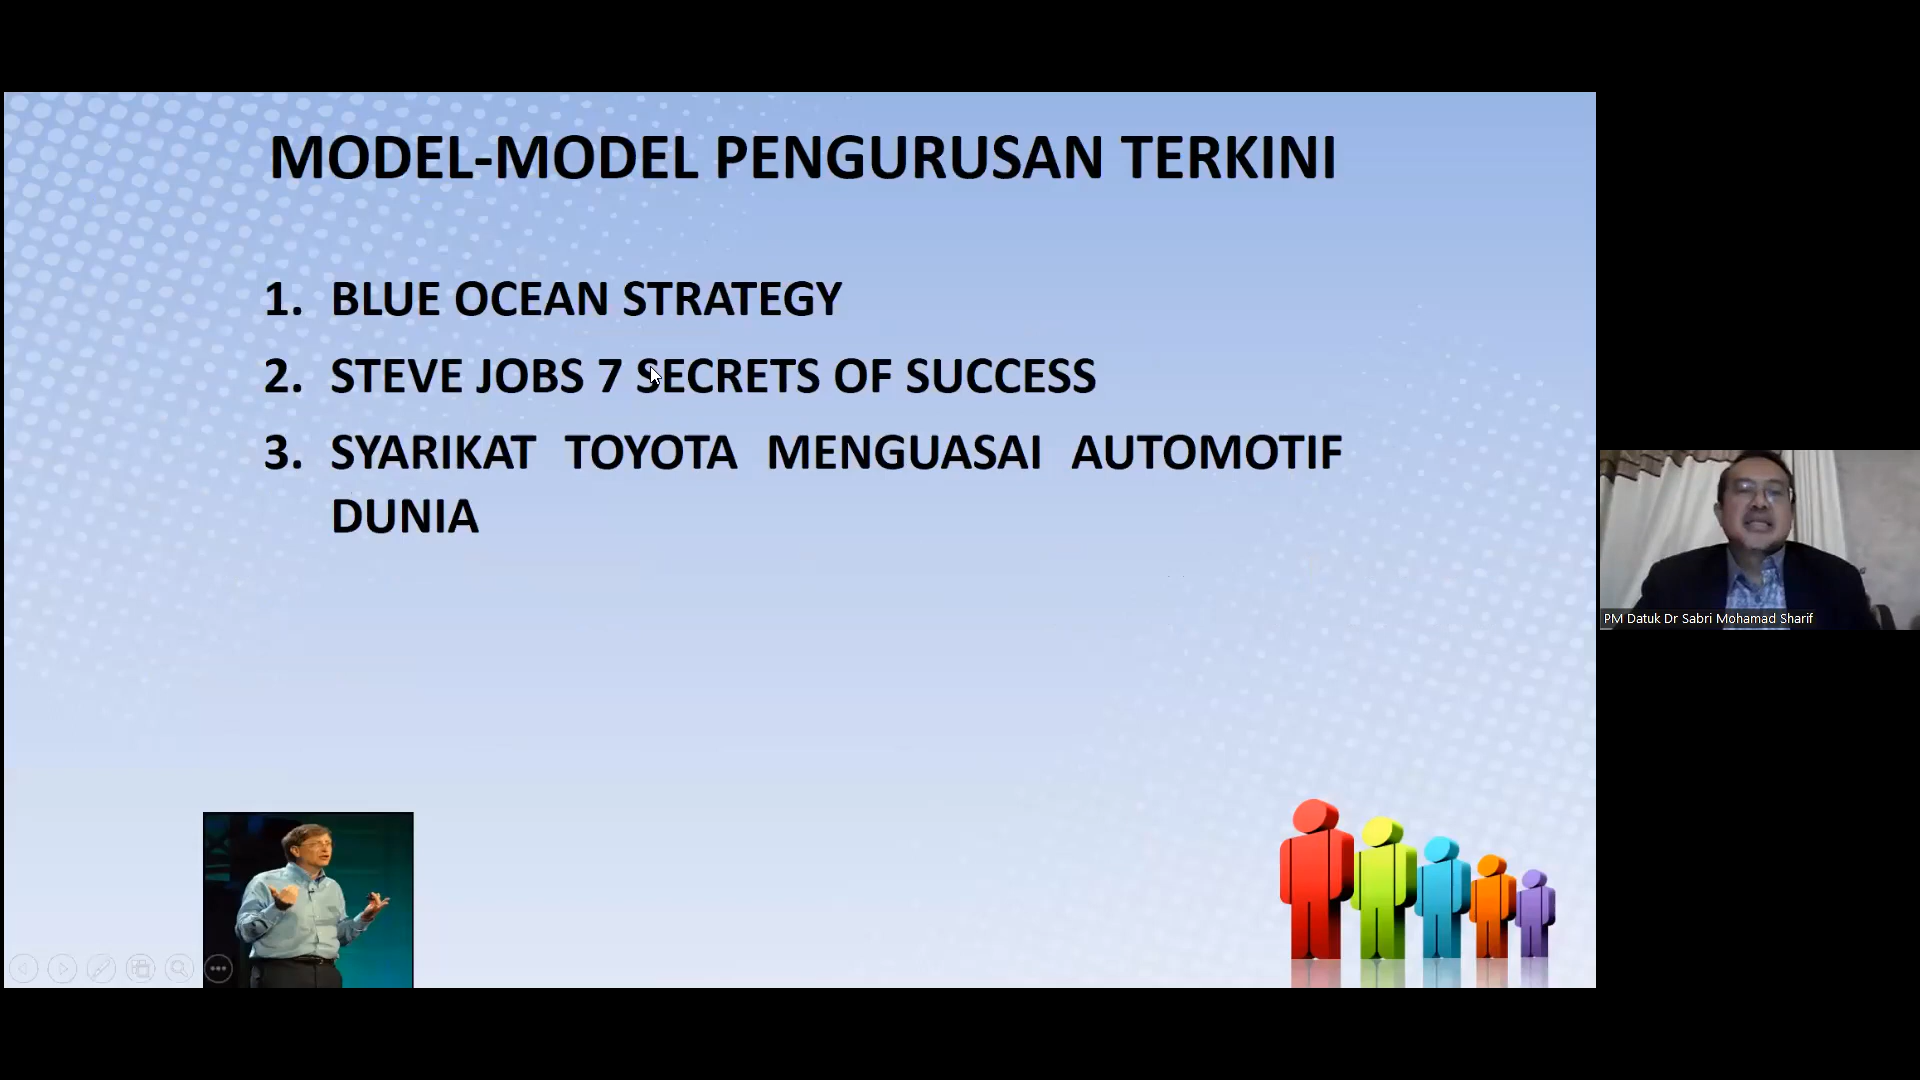 MODEL-MODEL PENGURUSAN TERKINI
1. BLUE OCEAN STRATEGY
2. STEVE JOBS 7 SECRETS OF SUCCESS
3. SYARIKAT TOYOTA MENGUASAI AUTOMOTIF
DUNIA
PM Datuk Dr Sabri Mohamad Sharif